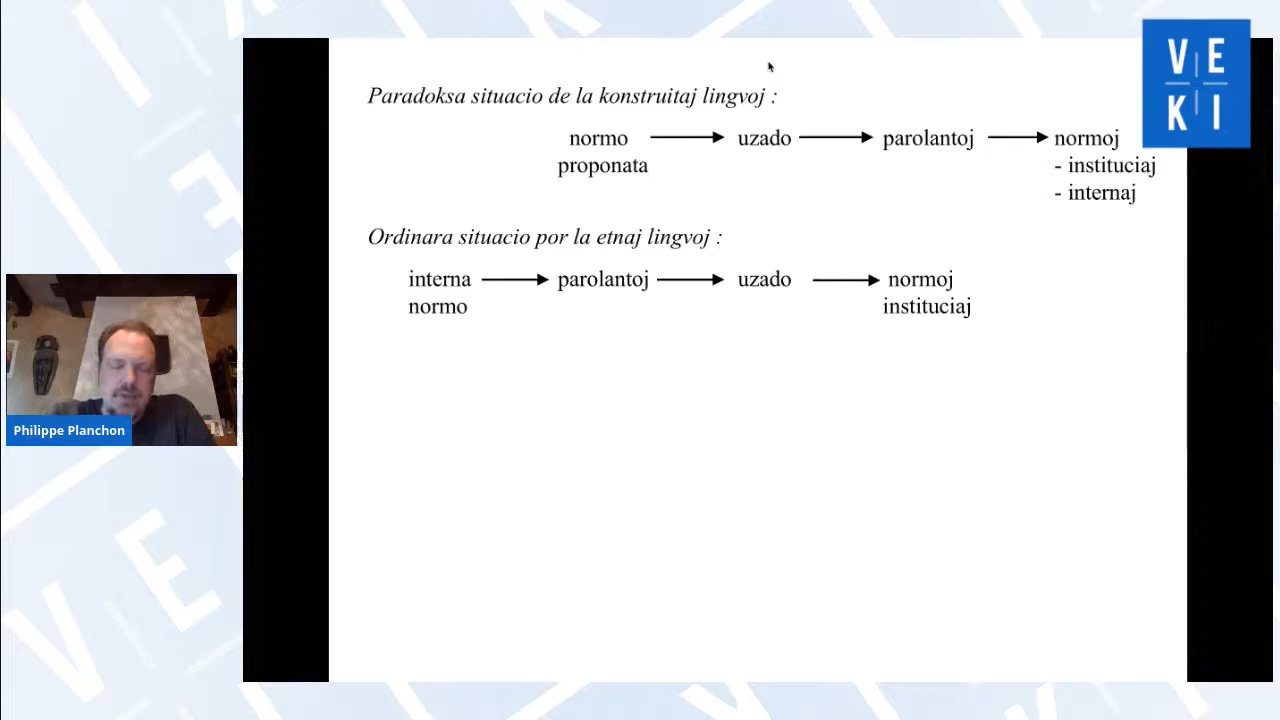 VE
KI
Paradoksa situacio de la konstruitaj lingvoj :
normo uzado parolantoj normoj
proponata - instituciaj
- internaj
Ordinara situacio por la etnaj lingvoj :
interna parolantoj uzado normoj
normo instituciaj
Philippe Planchon